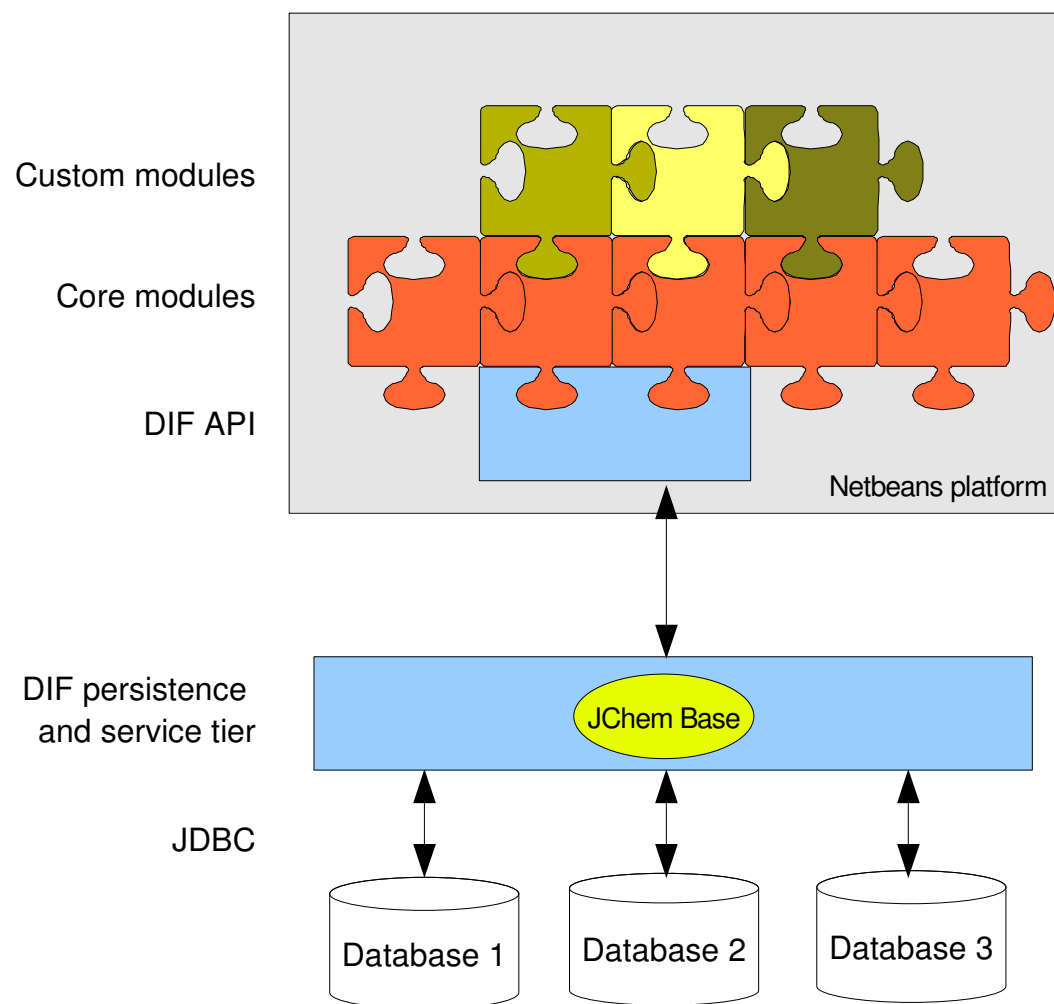 Custom modules
Core modules
DIF API
Netbeans platform
DIF persistence
and service tier
JChem Base
JDBC
Database 1
Database 2
Database 3